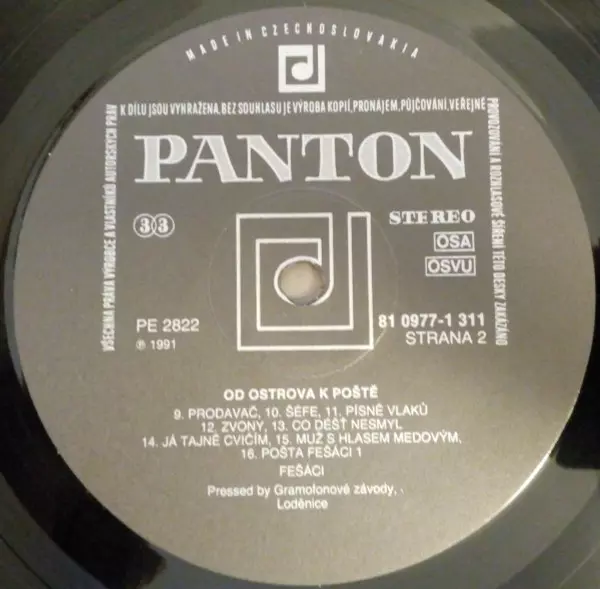 MADE IN CZECHOSLOVAKIA
VŠECHNA PRÁVA VÝROBCE A VLASTNÍKŮ AUTORSKÝCH PRÁV
K DÍLU JSOU VYHRAŽENA, BEZ SOUHLASU JE VÝROBA KOPIÍ, PRONÁJEM, PŮJČOVÁNÍ, VEŘEJNÉ
PROVOZOVÁNÍ A ROZHLASOVÉ ŠÍŘENÍ TÉTO DESKY ZAKÁZÁNO
PANTON
33
STEREO
OSA
OSVU
PE 2822
81 0977-1 311
℗ 1991
STRANA 2
OD OSTROVA K POŠTĚ
9. PRODAVAČ, 10. ŠÉFE, 11. PÍSNĚ VLAKŮ
12. ZVONY, 13. CO DÉŠŤ NESMYL
14. JÁ TAJNĚ CVIČÍM, 15. MUŽ S HLASEM MEDOVÝM,
16. POŠTA FEŠÁCI 1
FEŠÁCI
Pressed by Gramofonové závody, -
Loděnice